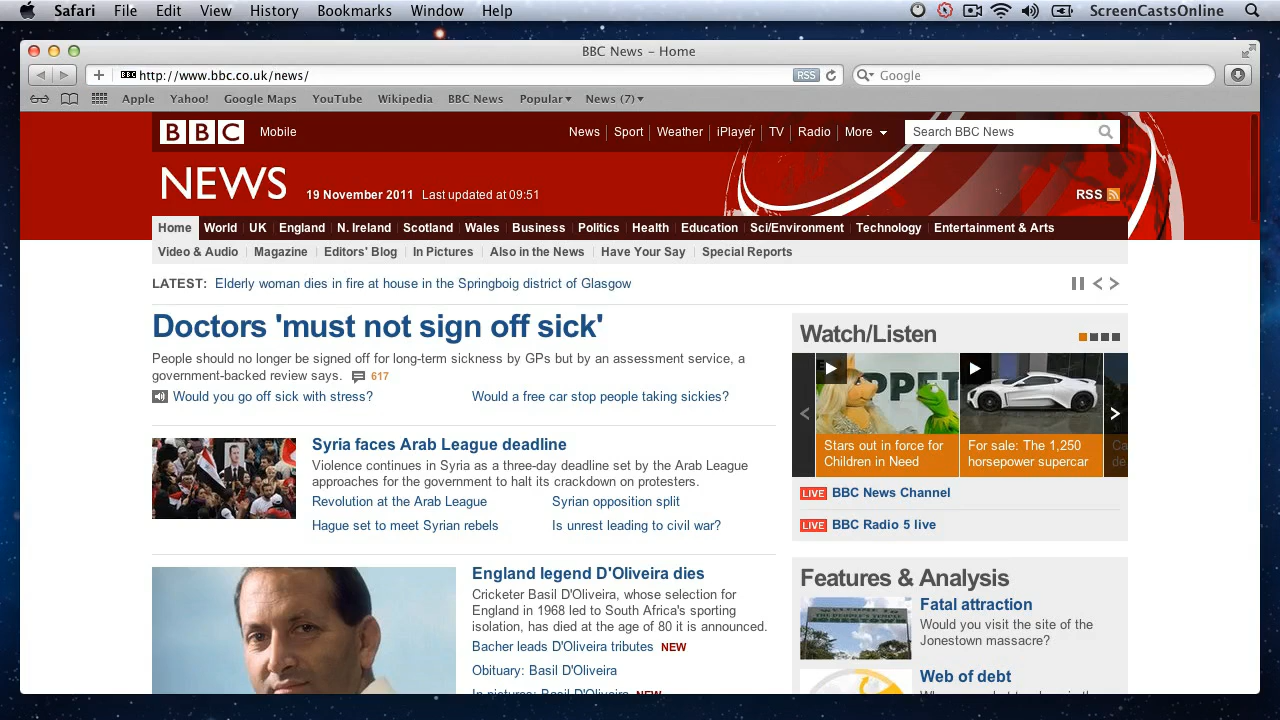 Safari File Edit View History Bookmarks Window Help ScreenCastsOnline
BBC News – Home
BBC http://www.bbc.co.uk/news/ RSS Google
Apple Yahoo! Google Maps YouTube Wikipedia BBC News Popular News (7)
BBC Mobile News Sport Weather iPlayer TV Radio More Search BBC News
NEWS 19 November 2011 Last updated at 09:51 RSS
Home World UK England N. Ireland Scotland Wales Business Politics Health Education Sci/Environment Technology Entertainment & Arts
Video & Audio Magazine Editors' Blog In Pictures Also in the News Have Your Say Special Reports
LATEST: Elderly woman dies in fire at house in the Springboig district of Glasgow
Doctors 'must not sign off sick'
People should no longer be signed off for long-term sickness by GPs but by an assessment service, a
government-backed review says. 617
Would you go off sick with stress? Would a free car stop people taking sickies?
Syria faces Arab League deadline
Violence continues in Syria as a three-day deadline set by the Arab League
approaches for the government to halt its crackdown on protesters.
Revolution at the Arab League Syrian opposition split
Hague set to meet Syrian rebels Is unrest leading to civil war?
England legend D'Oliveira dies
Cricketer Basil D'Oliveira, whose selection for
England in 1968 led to South Africa's sporting
isolation, has died at the age of 80 it is announced.
Bacher leads D'Oliveira tributes NEW
Obituary: Basil D'Oliveira
In pictures: Basil D'Oliveira NEW
Watch/Listen
Stars out in force for
Children in Need
For sale: The 1,250
horsepower supercar
LIVE BBC News Channel
LIVE BBC Radio 5 live
Features & Analysis
Fatal attraction
Would you visit the site of the
Jonestown massacre?
Web of debt